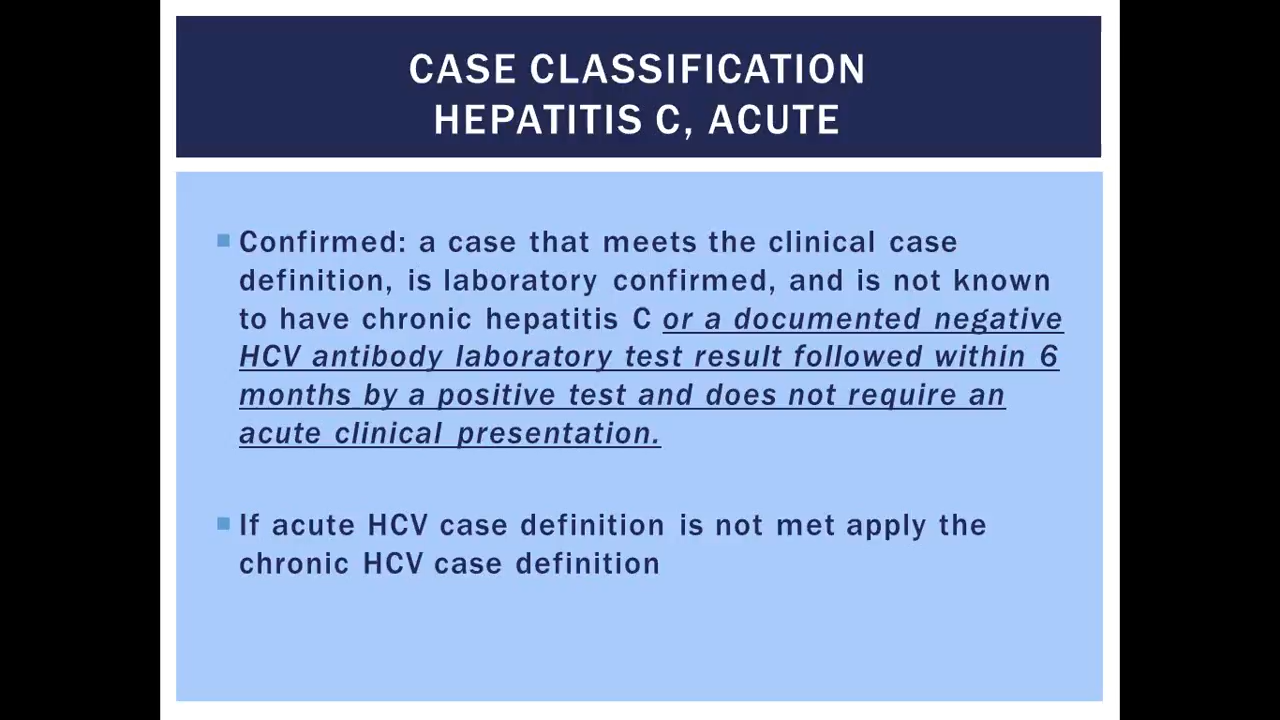 CASE CLASSIFICATION
HEPATITIS C, ACUTE
Confirmed: a case that meets the clinical case
definition, is laboratory confirmed, and is not known
to have chronic hepatitis C or a documented negative
HCV antibody laboratory test result followed within 6
months by a positive test and does not require an
acute clinical presentation.
If acute HCV case definition is not met apply the
chronic HCV case definition